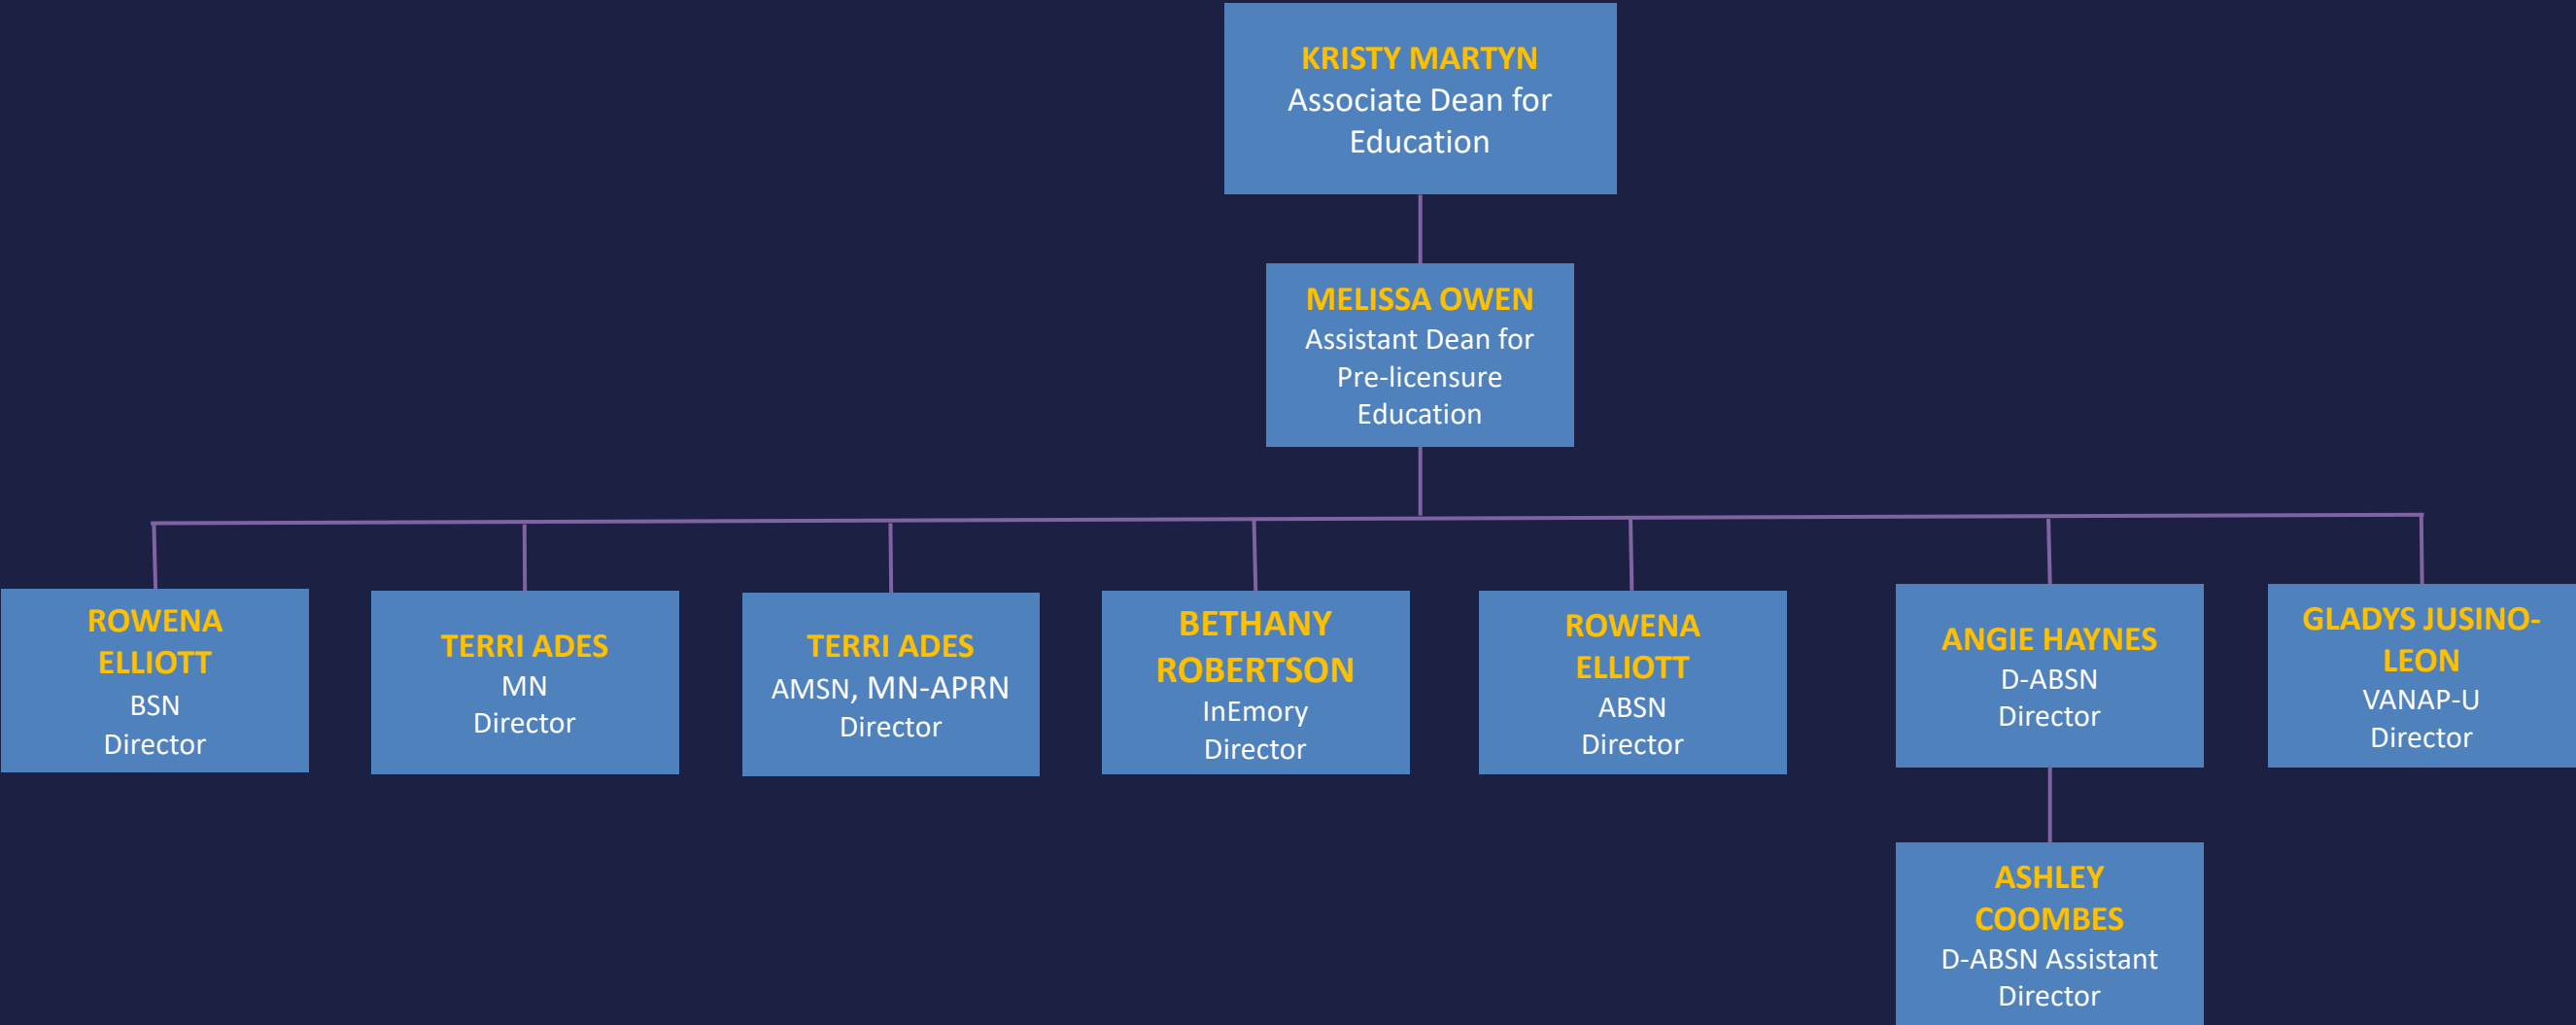 KRISTY MARTYN
Associate Dean for
Education
MELISSA OWEN
Assistant Dean for
Pre-licensure
Education
ROWENA
ELLIOTT
BSN
Director
TERRI ADES
MN
Director
TERRI ADES
AMSN, MN-APRN
Director
BETHANY
ROBERTSON
InEmory
Director
ROWENA
ELLIOTT
ABSN
Director
ANGIE HAYNES
D-ABSN
Director
GLADYS JUSINO-
LEON
VANAP-U
Director
ASHLEY
COOMBES
D-ABSN Assistant
Director